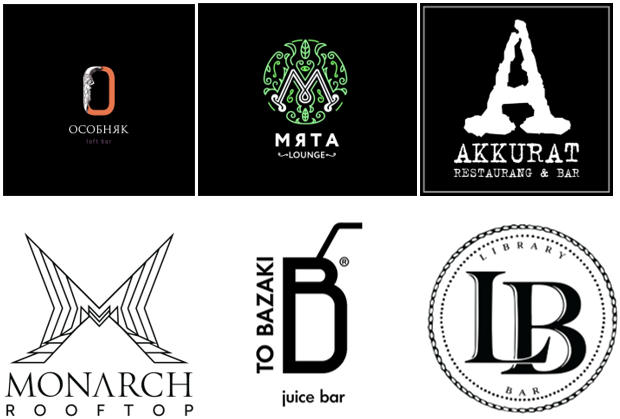 О
ОСОБНЯК
loft bar
М
МЯТА
LOUNGE
A
AKKURAT
RESTAURANG & BAR
MONARCH
ROOFTOP
TO BAZAKI
B®
juice bar
LIBRARY
LB
BAR